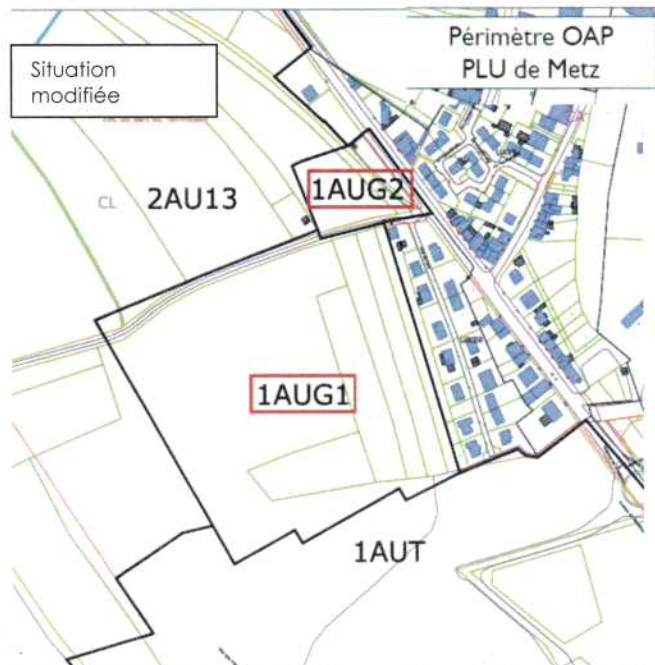 Périmètre OAP
PLU de Metz
Situation
modifiée
1AUG2
2AU13
CL
1AUG1
1AUT